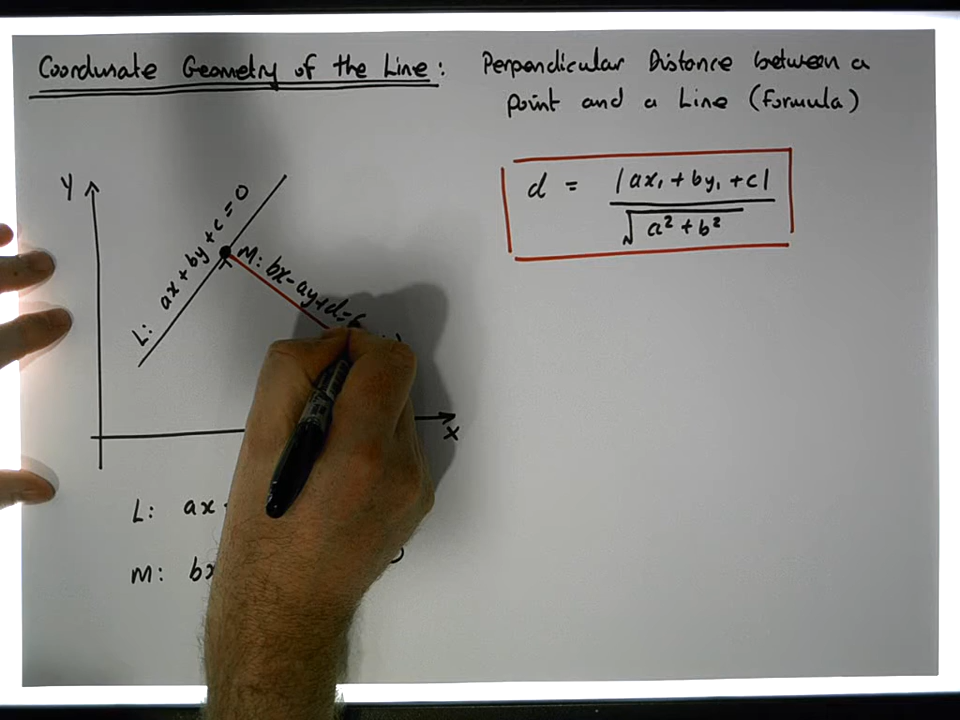 Coordinate Geometry of the Line:
Perpendicular Distance between a
point and a Line (formula)
d = |ax₁ + by₁ + c| / √(a² + b²)
Y
L: ax + by + c = 0
M: bx - ay + d =
x
L: ax
M: bx